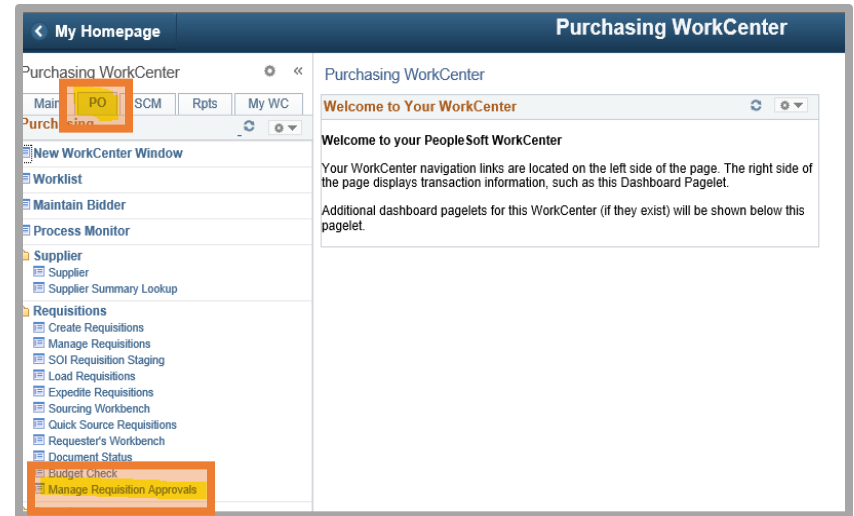 My Homepage
Purchasing WorkCenter
Purchasing WorkCenter
Main PO SCM Rpts My WC
Purchasing
New WorkCenter Window
Worklist
Maintain Bidder
Process Monitor
Supplier
Supplier
Supplier Summary Lookup
Requisitions
Create Requisitions
Manage Requisitions
SOI Requisition Staging
Load Requisitions
Expedite Requisitions
Sourcing Workbench
Quick Source Requisitions
Requester's Workbench
Document Status
Budget Check
Manage Requisition Approvals
Purchasing WorkCenter
Welcome to Your WorkCenter
Welcome to your PeopleSoft WorkCenter
Your WorkCenter navigation links are located on the left side of the page. The right side of
the page displays transaction information, such as this Dashboard Pagelet.
Additional dashboard pagelets for this WorkCenter (if they exist) will be shown below this
pagelet.